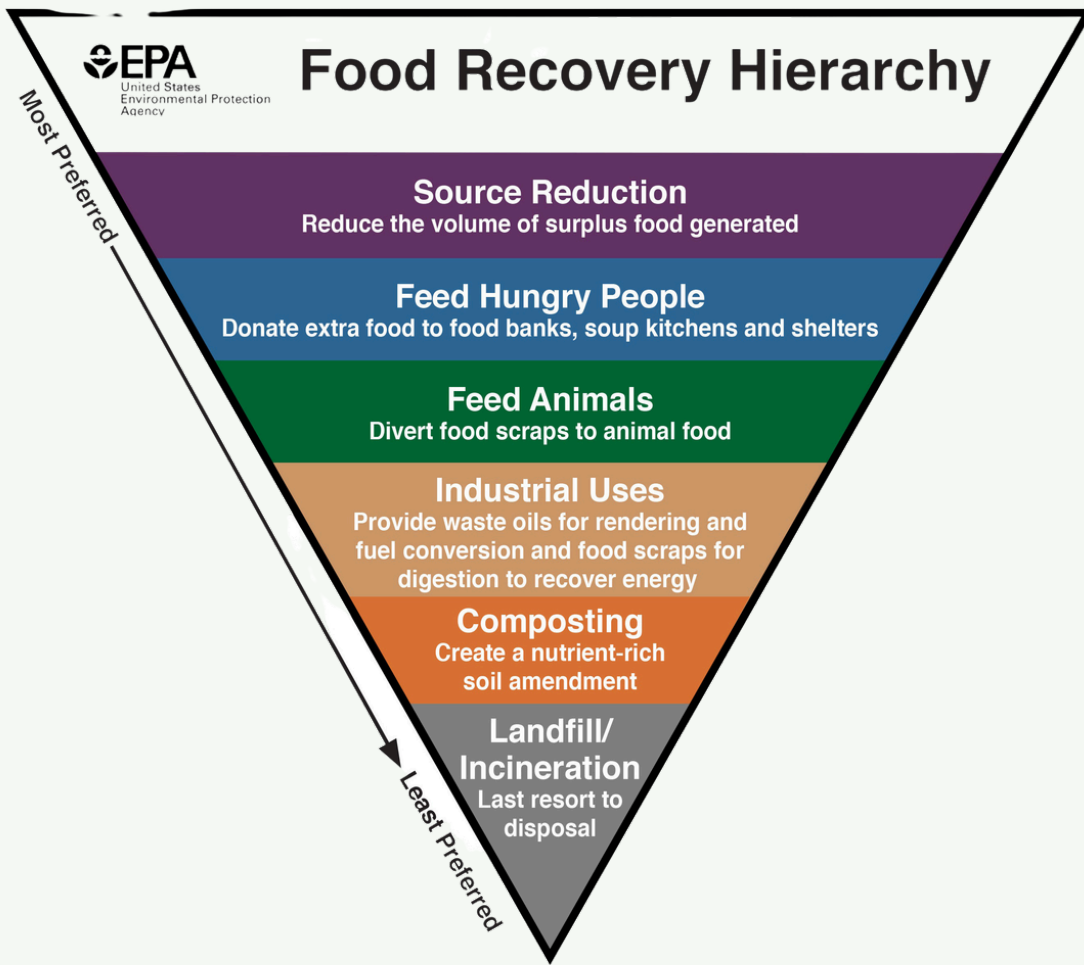 EPA
United States
Environmental Protection
Agency
Food Recovery Hierarchy
Most Preferred
Source Reduction
Reduce the volume of surplus food generated
Feed Hungry People
Donate extra food to food banks, soup kitchens and shelters
Feed Animals
Divert food scraps to animal food
Industrial Uses
Provide waste oils for rendering and
fuel conversion and food scraps for
digestion to recover energy
Composting
Create a nutrient-rich
soil amendment
Landfill/
Incineration
Last resort to
disposal
Least Preferred